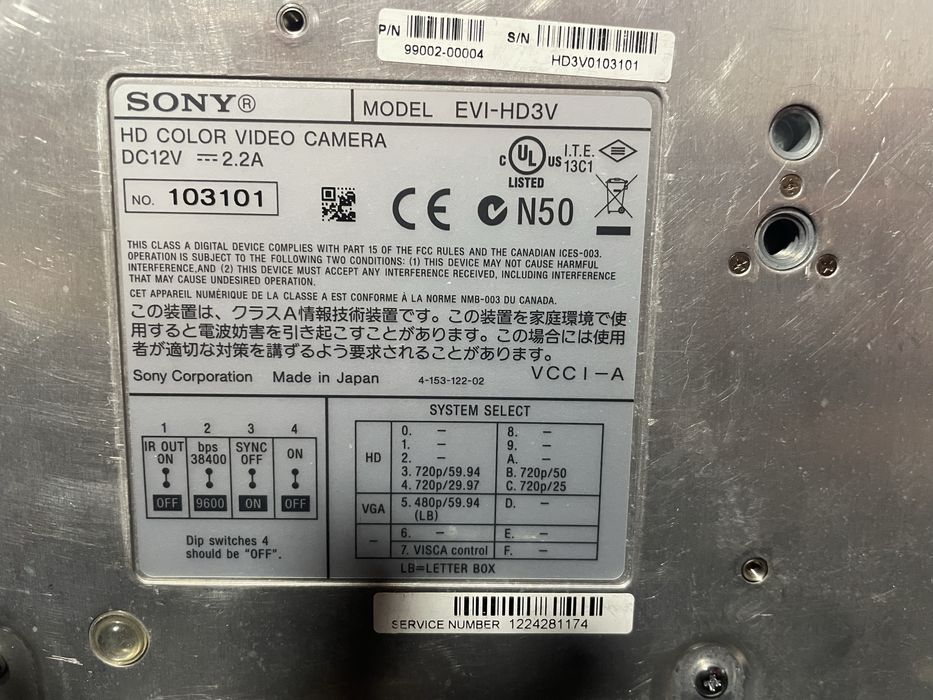 P/N 99002-00004
S/N HD3V0103101
SONY®
MODEL EVI-HD3V
HD COLOR VIDEO CAMERA
DC12V ⎓ 2.2A
C UL US LISTED
I.T.E.
13C1
NO. 103101
CE
N50
THIS CLASS A DIGITAL DEVICE COMPLIES WITH PART 15 OF THE FCC RULES AND THE CANADIAN ICES-003.
OPERATION IS SUBJECT TO THE FOLLOWING TWO CONDITIONS: (1) THIS DEVICE MAY NOT CAUSE HARMFUL
INTERFERENCE,AND (2) THIS DEVICE MUST ACCEPT ANY INTERFERENCE RECEIVED, INCLUDING INTERFERENCE
THAT MAY CAUSE UNDESIRED OPERATION.
CET APPAREIL NUMÉRIQUE DE LA CLASSE A EST CONFORME À LA NORME NMB-003 DU CANADA.
この装置は、クラスA情報技術装置です。この装置を家庭環境で使
用すると電波妨害を引き起こすことがあります。この場合には使用
者が適切な対策を講ずるよう要求されることがあります。
VCCI-A
Sony Corporation Made in Japan 4-153-122-02
1 2 3 4
IR OUT bps SYNC
ON 38400 OFF ON
OFF 9600 ON OFF
Dip switches 4
should be "OFF".
SYSTEM SELECT
HD
0. –
1. –
2. –
3. 720p/59.94
4. 720p/29.97
8. –
9. –
A. –
B. 720p/50
C. 720p/25
VGA
5. 480p/59.94
(LB)
D. –
–
6. –
7. VISCA control
E. –
F. –
LB=LETTER BOX
SERVICE NUMBER 1224281174